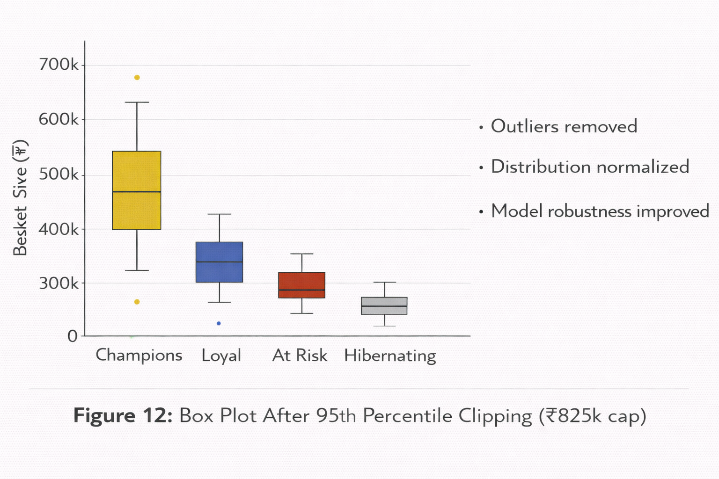 700k
600k
500k
400k
300k
0
Besket Sive (₹)
Champions
Loyal
At Risk
Hibernating
• Outliers removed
• Distribution normalized
• Model robustness improved
Figure 12: Box Plot After 95th Percentile Clipping (₹825k cap)